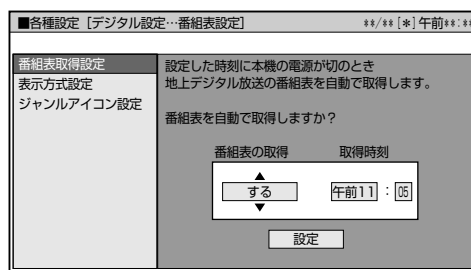 ■各種設定［デジタル設定…番組表設定］ **/**[*]午前**:**
番組表取得設定
表示方式設定
ジャンルアイコン設定
設定した時刻に本機の電源が切のとき
地上デジタル放送の番組表を自動で取得します。
番組表を自動で取得しますか？
番組表の取得 取得時刻
▲
する 午前11 : 05
▼
設定